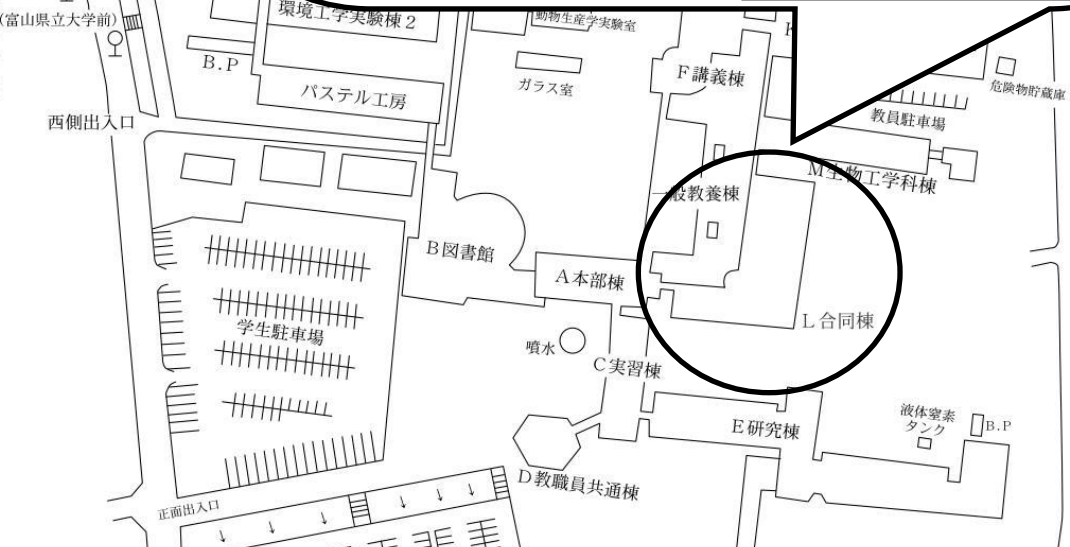 (富山県立大学前)
環境工学実験棟2
動物生産学実験室
K
B.P
ガラス室
F講義棟
危険物貯蔵庫
パステル工房
教員駐車場
西側出入口
M生物工学科棟
一般教養棟
B図書館
A本部棟
学生駐車場
L合同棟
噴水
C実習棟
液体窒素
タンク
B.P
E研究棟
D教職員共通棟
正面出入口